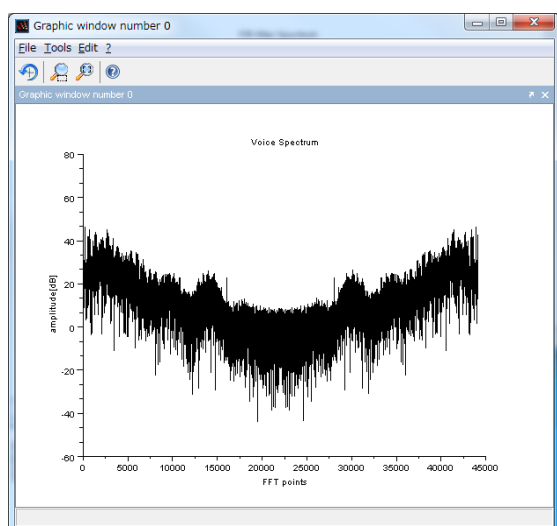 Graphic window number 0
File Tools Edit ?
Graphic window number 0
Voice Spectrum
80
60
40
20
0
-20
-40
-60
amplitude[dB]
0 5000 10000 15000 20000 25000 30000 35000 40000 45000
FFT points